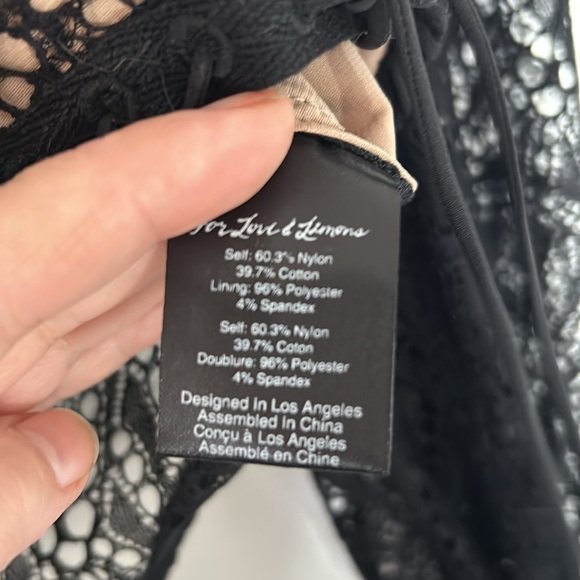 For Love & Lemons
Self: 60.3% Nylon
39.7% Cotton
Lining: 96% Polyester
4% Spandex
Self: 60.3% Nylon
39.7% Coton
Doublure: 96% Polyester
4% Spandex
Designed In Los Angeles
Assembled In China
Conçu à Los Angeles
Assemblé en Chine